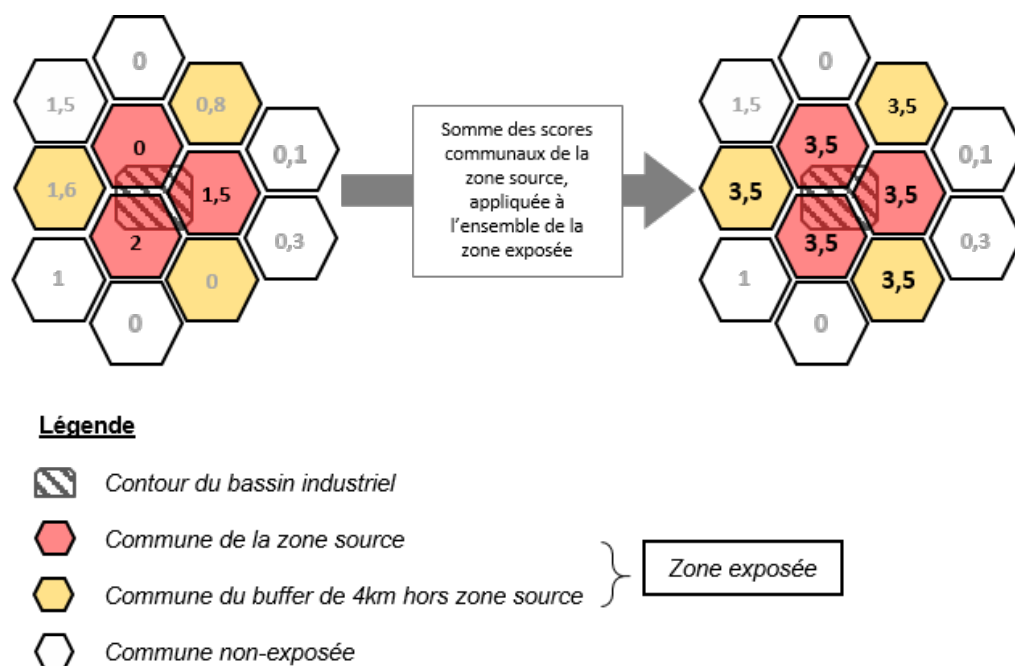 0
1,5
0,8
0
0,1
1,6
1,5
2
0,3
1
0
0
Somme des scores
communaux de la
zone source,
appliquée à
l'ensemble de la
zone exposée
0
1,5
3,5
3,5
0,1
3,5
3,5
3,5
0,3
1
3,5
0
Légende
Contour du bassin industriel
Commune de la zone source
Commune du buffer de 4km hors zone source
Zone exposée
Commune non-exposée